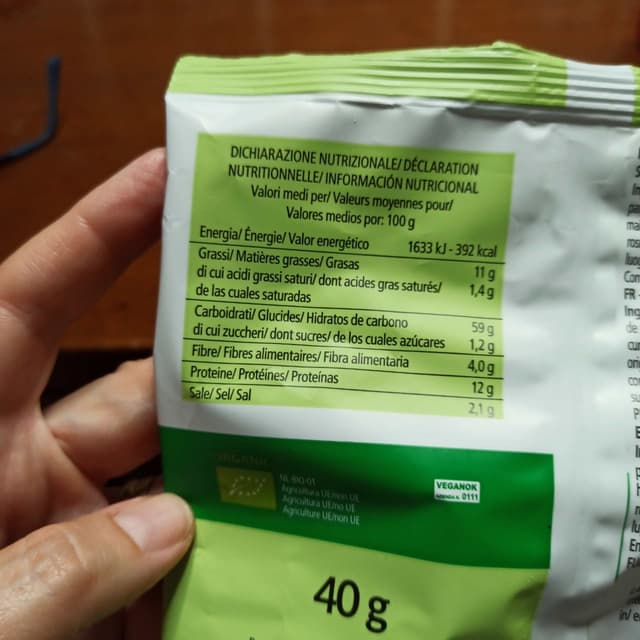 DICHIARAZIONE NUTRIZIONALE/ DÉCLARATION
NUTRITIONNELLE/ INFORMACIÓN NUTRICIONAL
Valori medi per/ Valeurs moyennes pour/
Valores medios por: 100 g
Energia/ Énergie/ Valor energético 1633 kJ - 392 kcal
Grassi/ Matières grasses/ Grasas 11 g
di cui acidi grassi saturi/ dont acides gras saturés/ 1,4 g
de las cuales saturadas
Carboidrati/ Glucides/ Hidratos de carbono 59 g
di cui zuccheri/ dont sucres/ de los cuales azúcares 1,2 g
Fibre/ Fibres alimentaires/ Fibra alimentaria 4,0 g
Proteine/ Protéines/ Proteínas 12 g
Sale/ Sel/ Sal 2,1 g
NL-BIO-01
Agricoltura UE/non UE
Agricultura UE/no UE
Agriculture UE/non UE
VEGANOK
0111
40 g